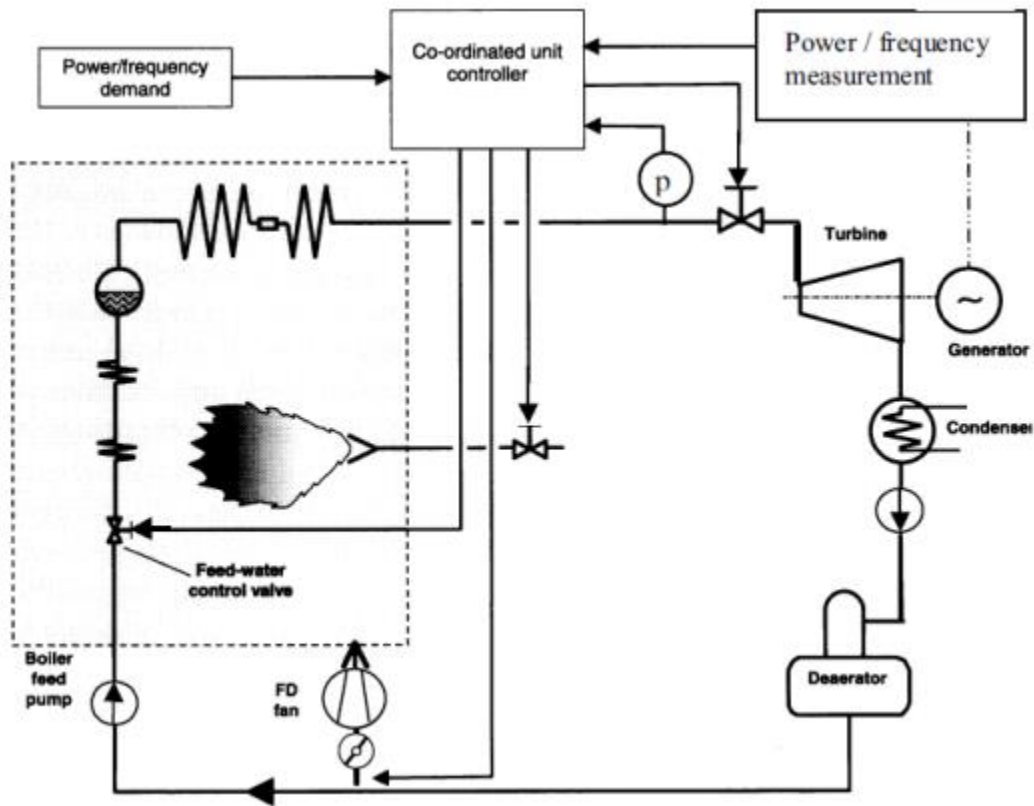 Power/frequency
demand
Co-ordinated unit
controller
Power / frequency
measurement
p
Turbine
~
Generator
Condenser
Feed-water
control valve
Boiler
feed
pump
FD
fan
Deaerator